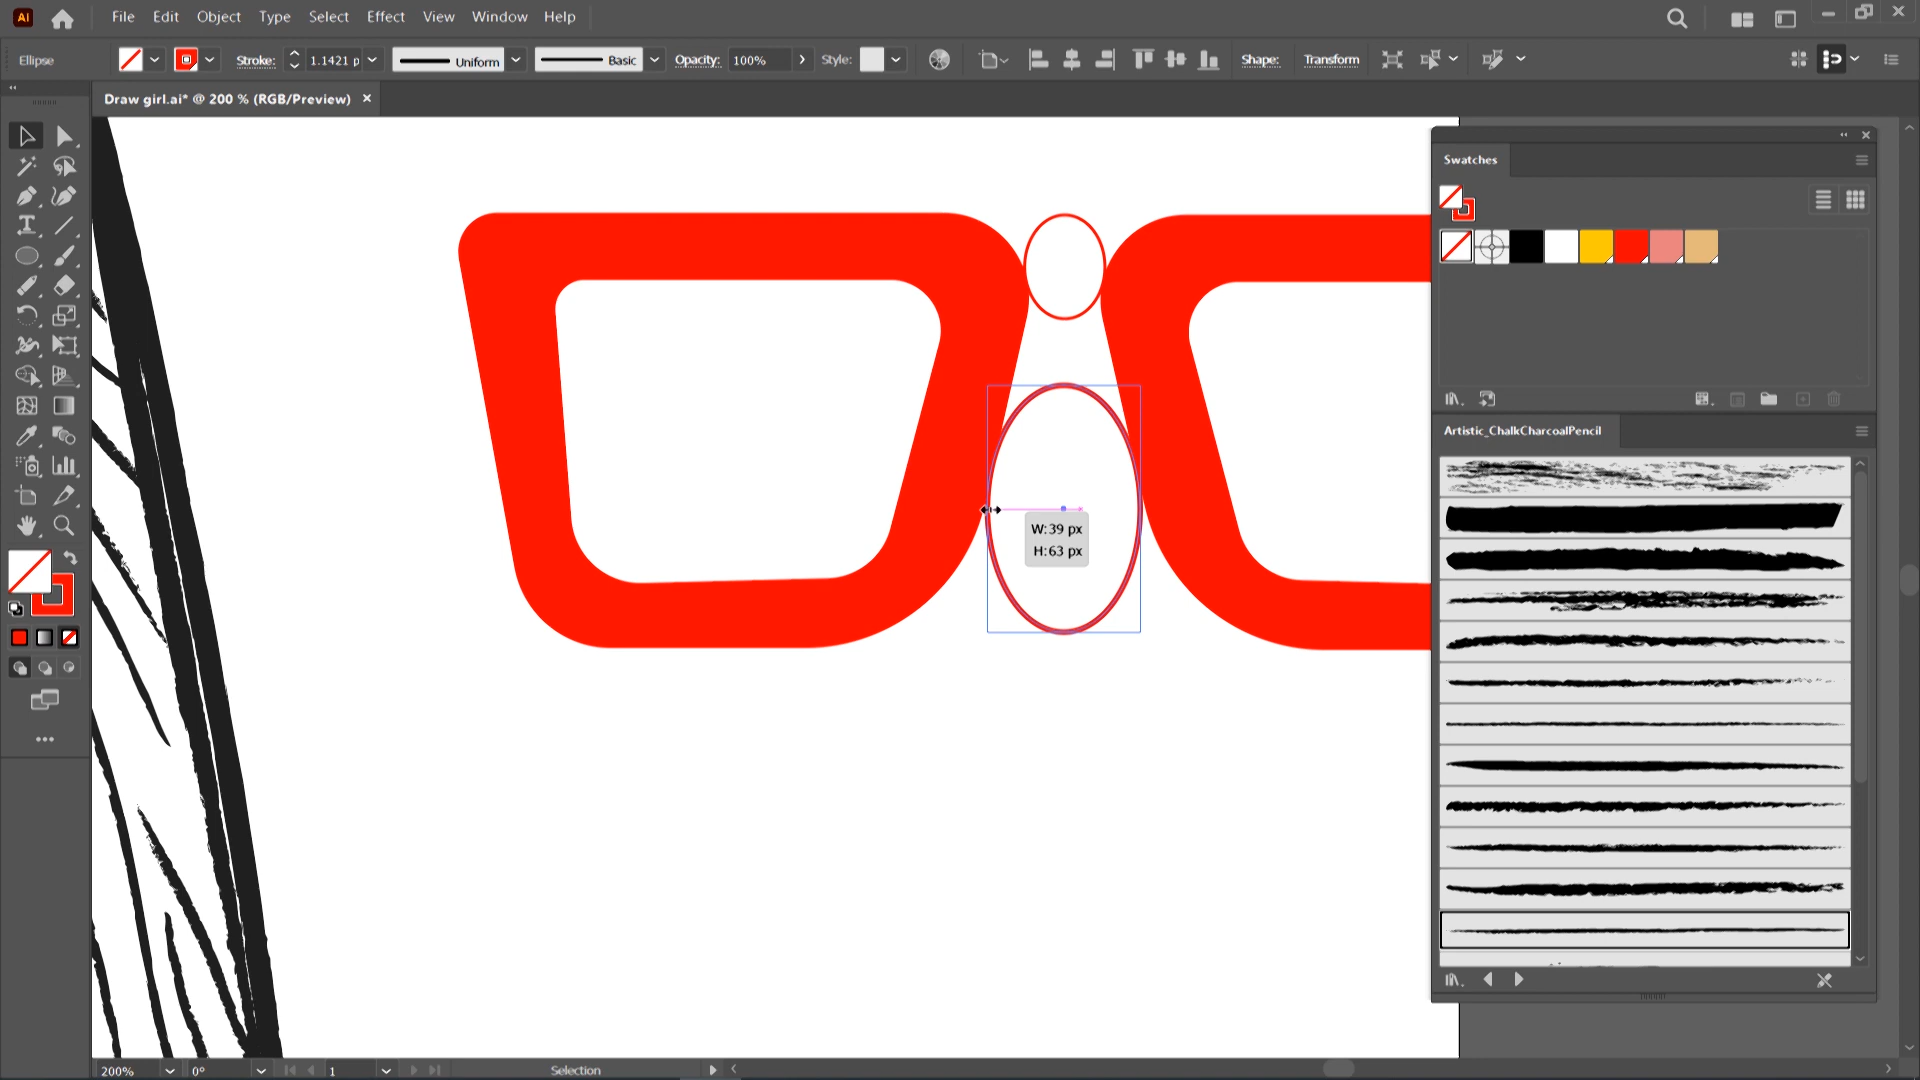 Ai File Edit Object Type Select Effect View Window Help
Ellipse Stroke: 1.1421 p Uniform Basic Opacity: 100% Style: Shape: Transform
Draw girl.ai* @ 200 % (RGB/Preview)
Swatches
Artistic_ChalkCharcoalPencil
W: 39 px
H: 63 px
200% 0° 1 Selection